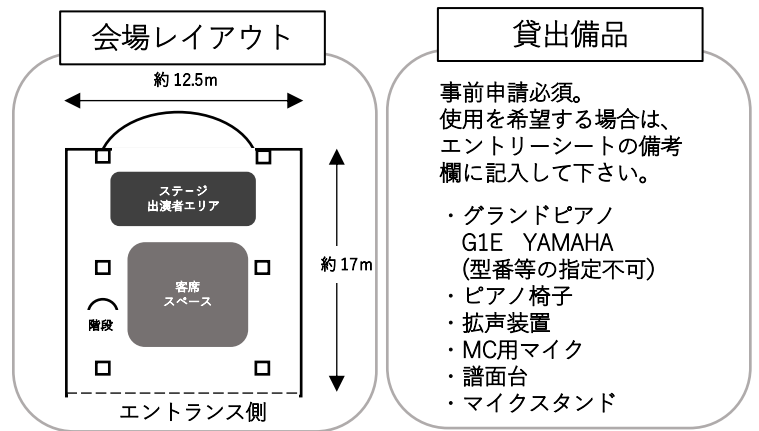 会場レイアウト
約 12.5m
ステージ
出演者エリア
約 17m
客席
スペース
階段
エントランス側
貸出備品
事前申請必須。
使用を希望する場合は、
エントリーシートの備考
欄に記入して下さい。
・グランドピアノ
G1E　YAMAHA
(型番等の指定不可)
・ピアノ椅子
・拡声装置
・MC用マイク
・譜面台
・マイクスタンド